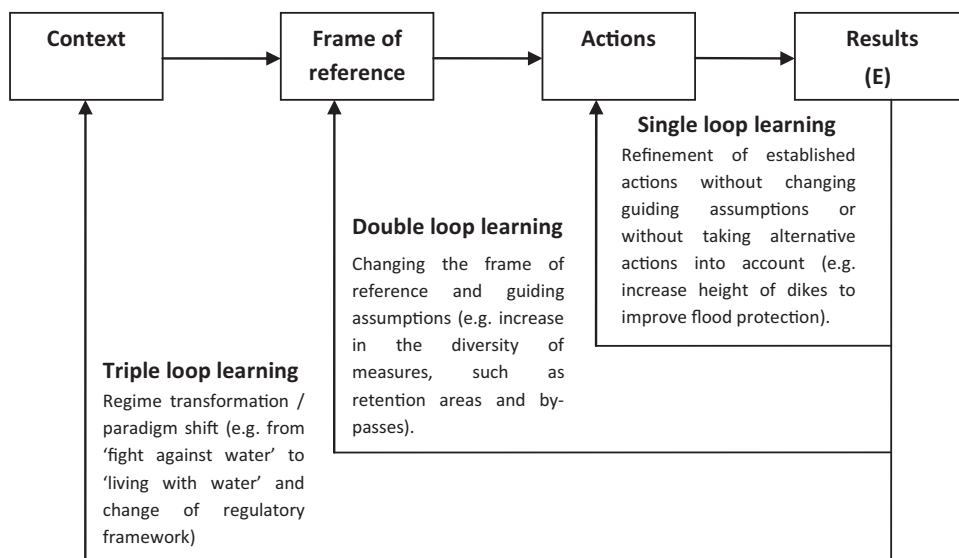 Context
Frame of
reference
Actions
Results
(E)
Single loop learning
Refinement of established
actions without changing
guiding assumptions or
without taking alternative
actions into account (e.g.
increase height of dikes to
improve flood protection).
Double loop learning
Changing the frame of
reference and guiding
assumptions (e.g. increase
in the diversity of
measures, such as
retention areas and by-
passes).
Triple loop learning
Regime transformation /
paradigm shift (e.g. from
‘fight against water’ to
‘living with water’ and
change of regulatory
framework)